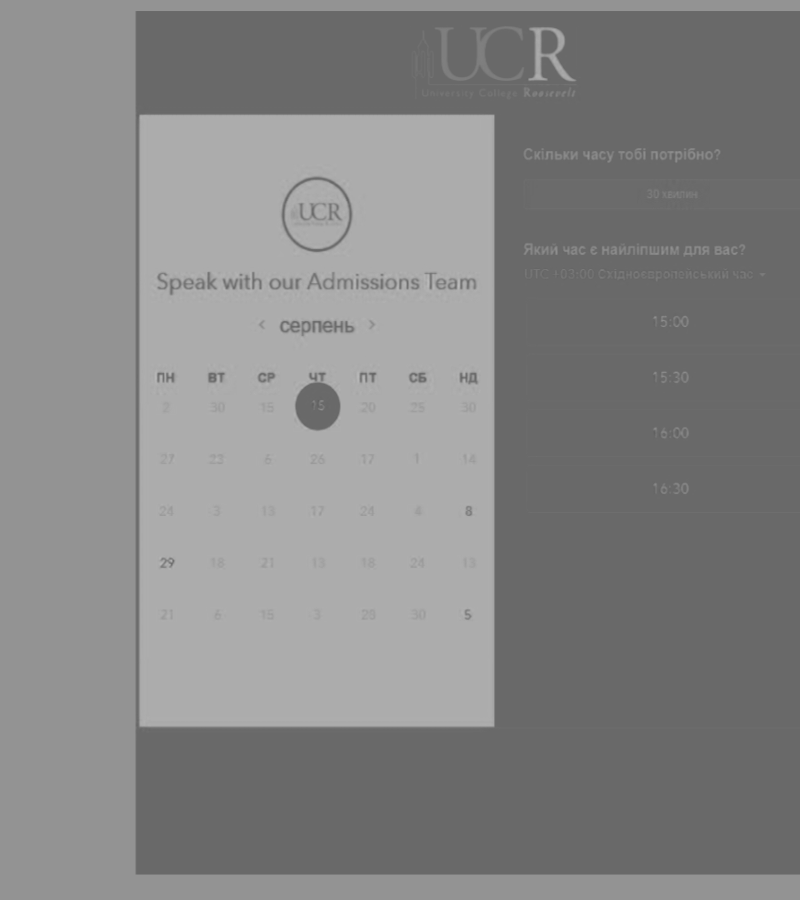 UCR
University College Roosevelt
UCR
Speak with our Admissions Team
< серпень >
ПН ВТ СР ЧТ ПТ СБ НД
30 15 15 20 25 30
27 23 6 26 17 1 14
24 3 13 17 24 4 8
29 18 21 13 18 24 13
21 6 15 3 28 30 5
Скільки часу тобі потрібно?
30 хвилин
Який час є найліпшим для вас?
UTC +03:00 Східноєвропейський час
15:00
15:30
16:00
16:30